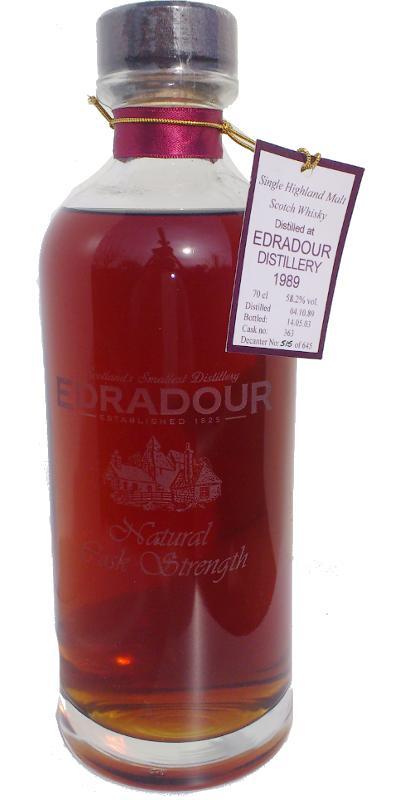 Single Highland Malt
Scotch Whisky
Distilled at
EDRADOUR
DISTILLERY
1989
70 cl 58.2% vol.
Distilled 04.10.89
Bottled: 14.05.03
Cask no: 363
Decanter No: 515 of 645
Scotland's Smallest Distillery
EDRADOUR
ESTABLISHED 1825
Natural
Cask Strength